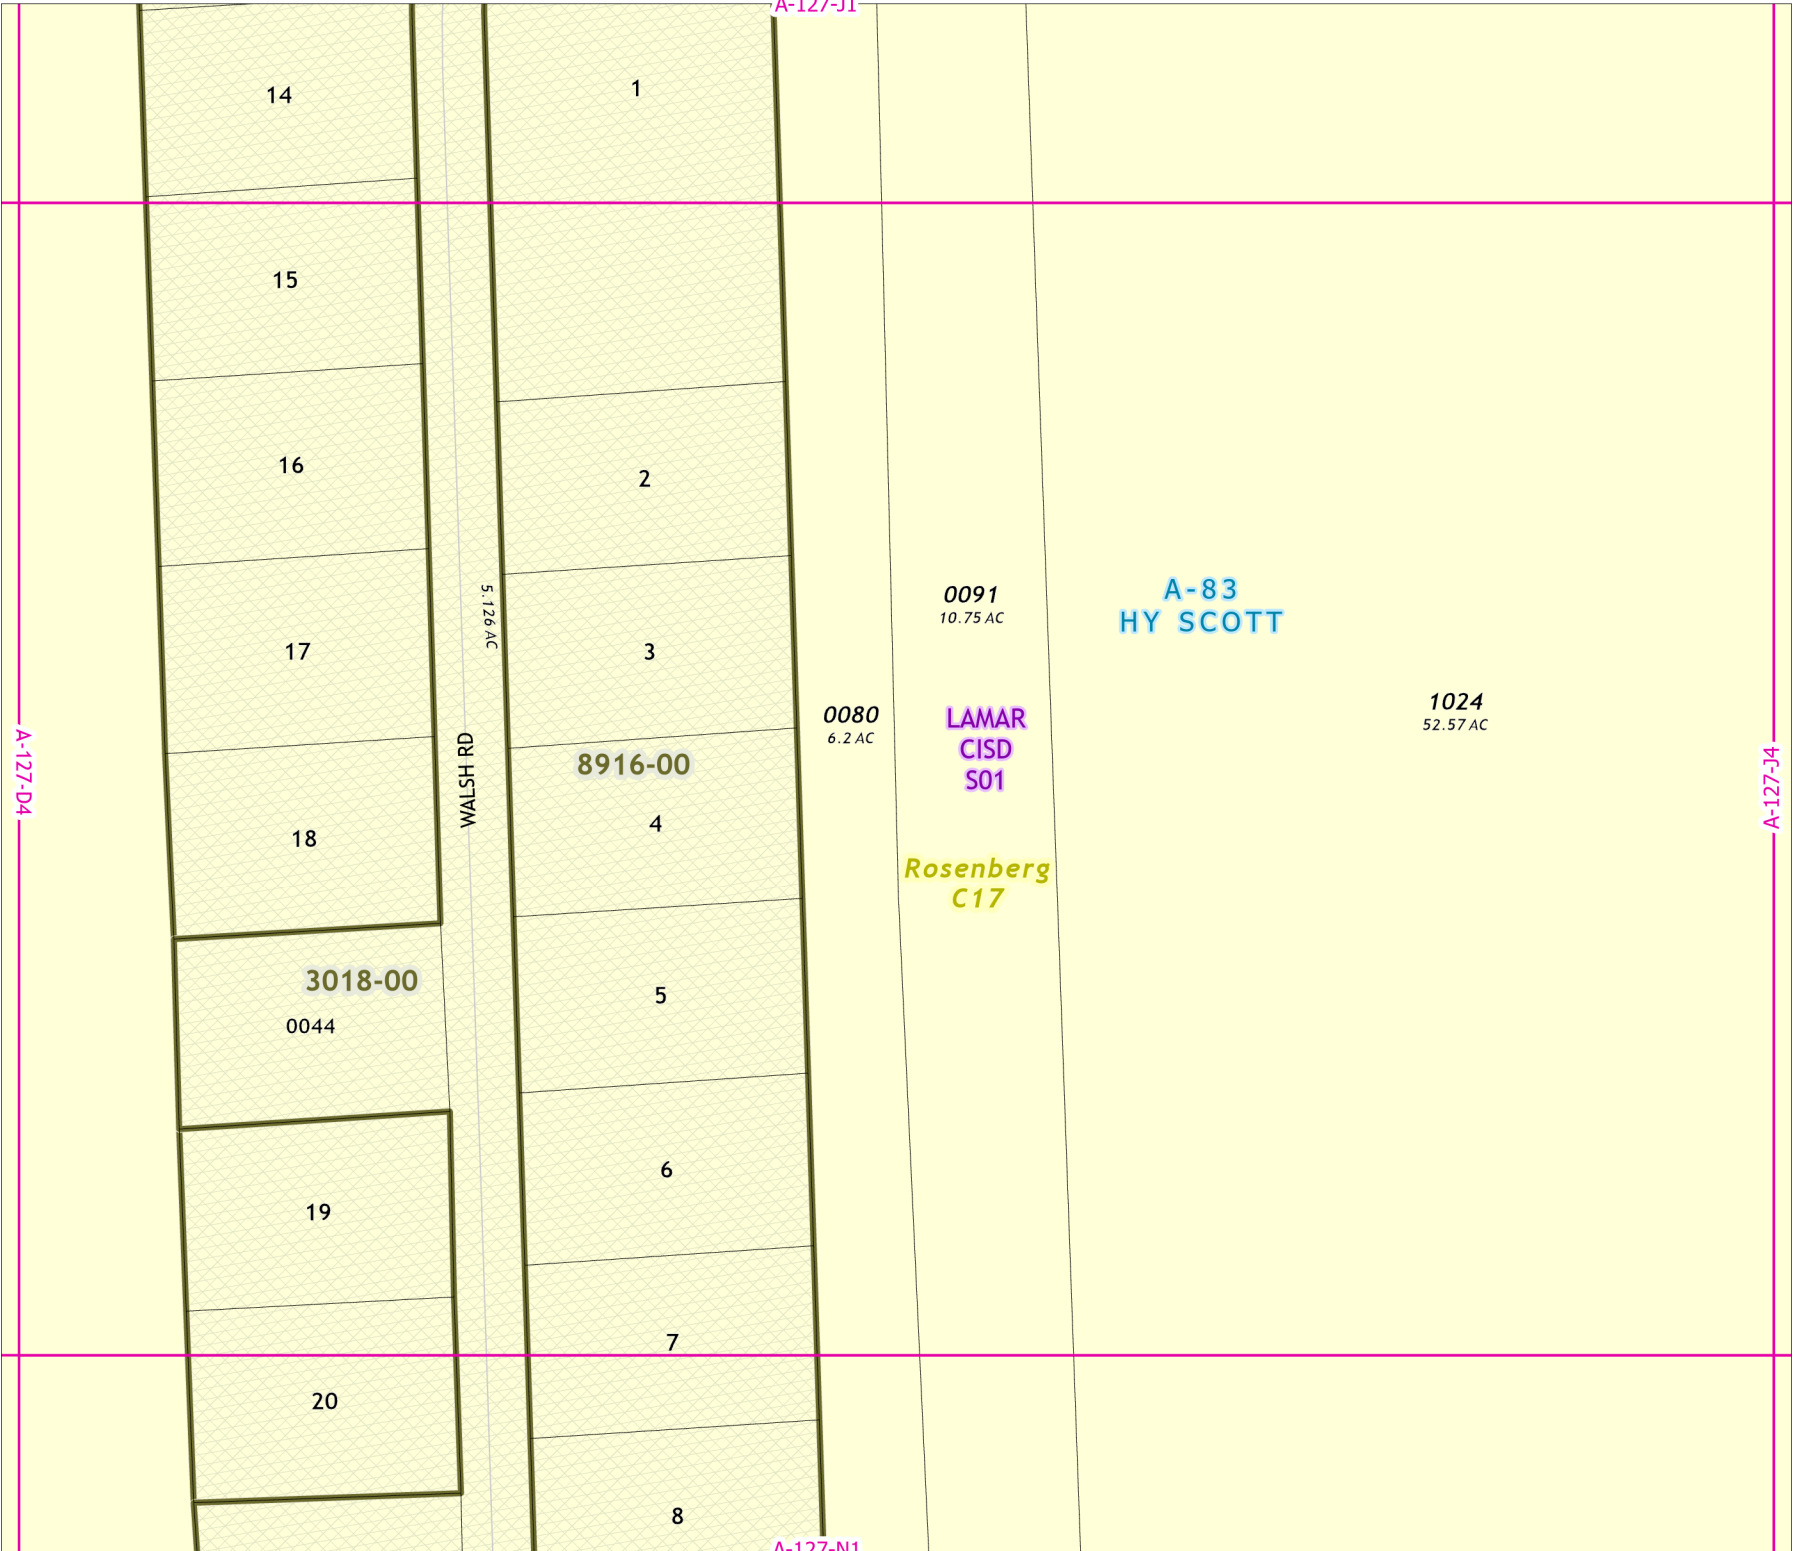 A-127-J1
14
1
15
16
2
5.126 AC
0091
10.75 AC
A-83
HY SCOTT
17
3
1024
52.57 AC
0080
6.2 AC
LAMAR
CISD
S01
A-127-D4
WALSH RD
8916-00
A-127-J4
18
4
Rosenberg
C17
3018-00
0044
5
6
19
7
20
8
A-127-N1